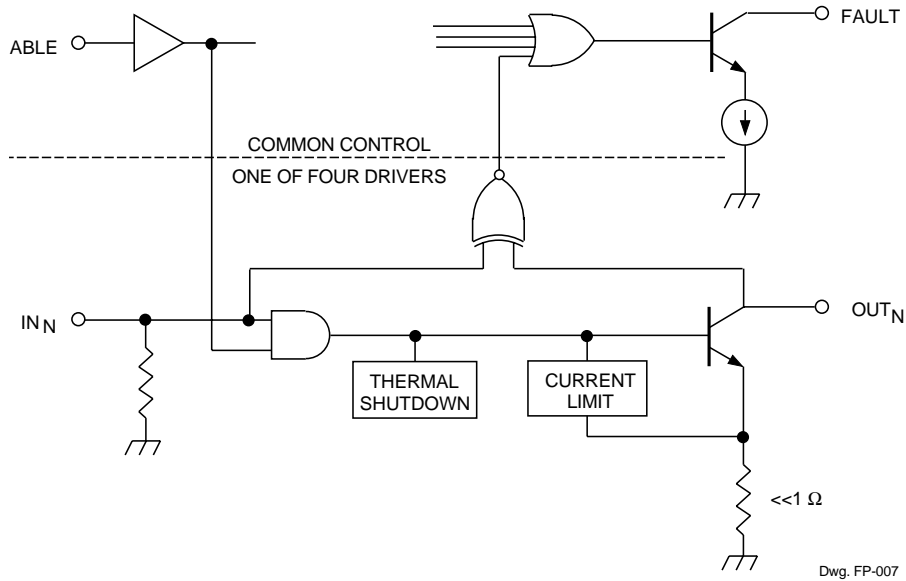 FAULT
ABLE
COMMON CONTROL
ONE OF FOUR DRIVERS
IN N
OUT N
THERMAL
SHUTDOWN
CURRENT
LIMIT
<<1 Ω
Dwg. FP-007